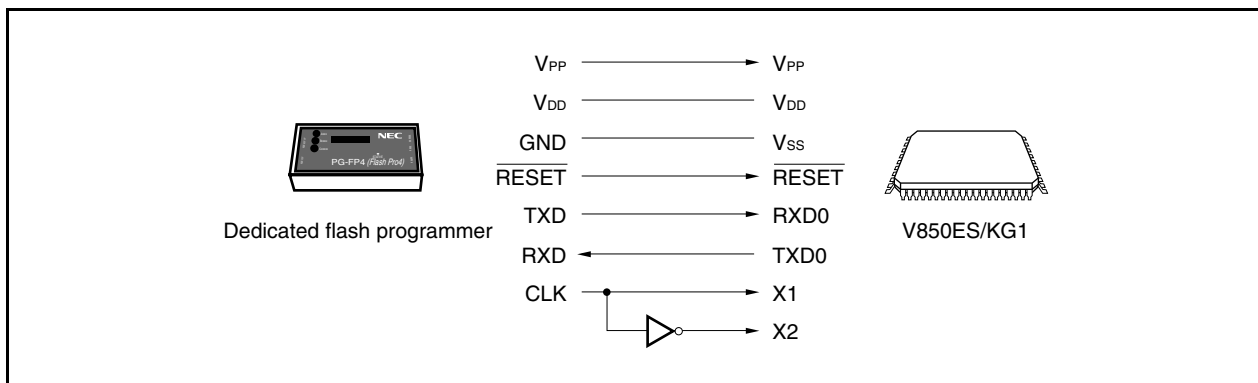 VPP VPP
VDD VDD
GND VSS
RESET RESET
TXD RXD0
RXD TXD0
CLK X1
X2
NEC
PG-FP4 (Flash Pro4)
Dedicated flash programmer
V850ES/KG1